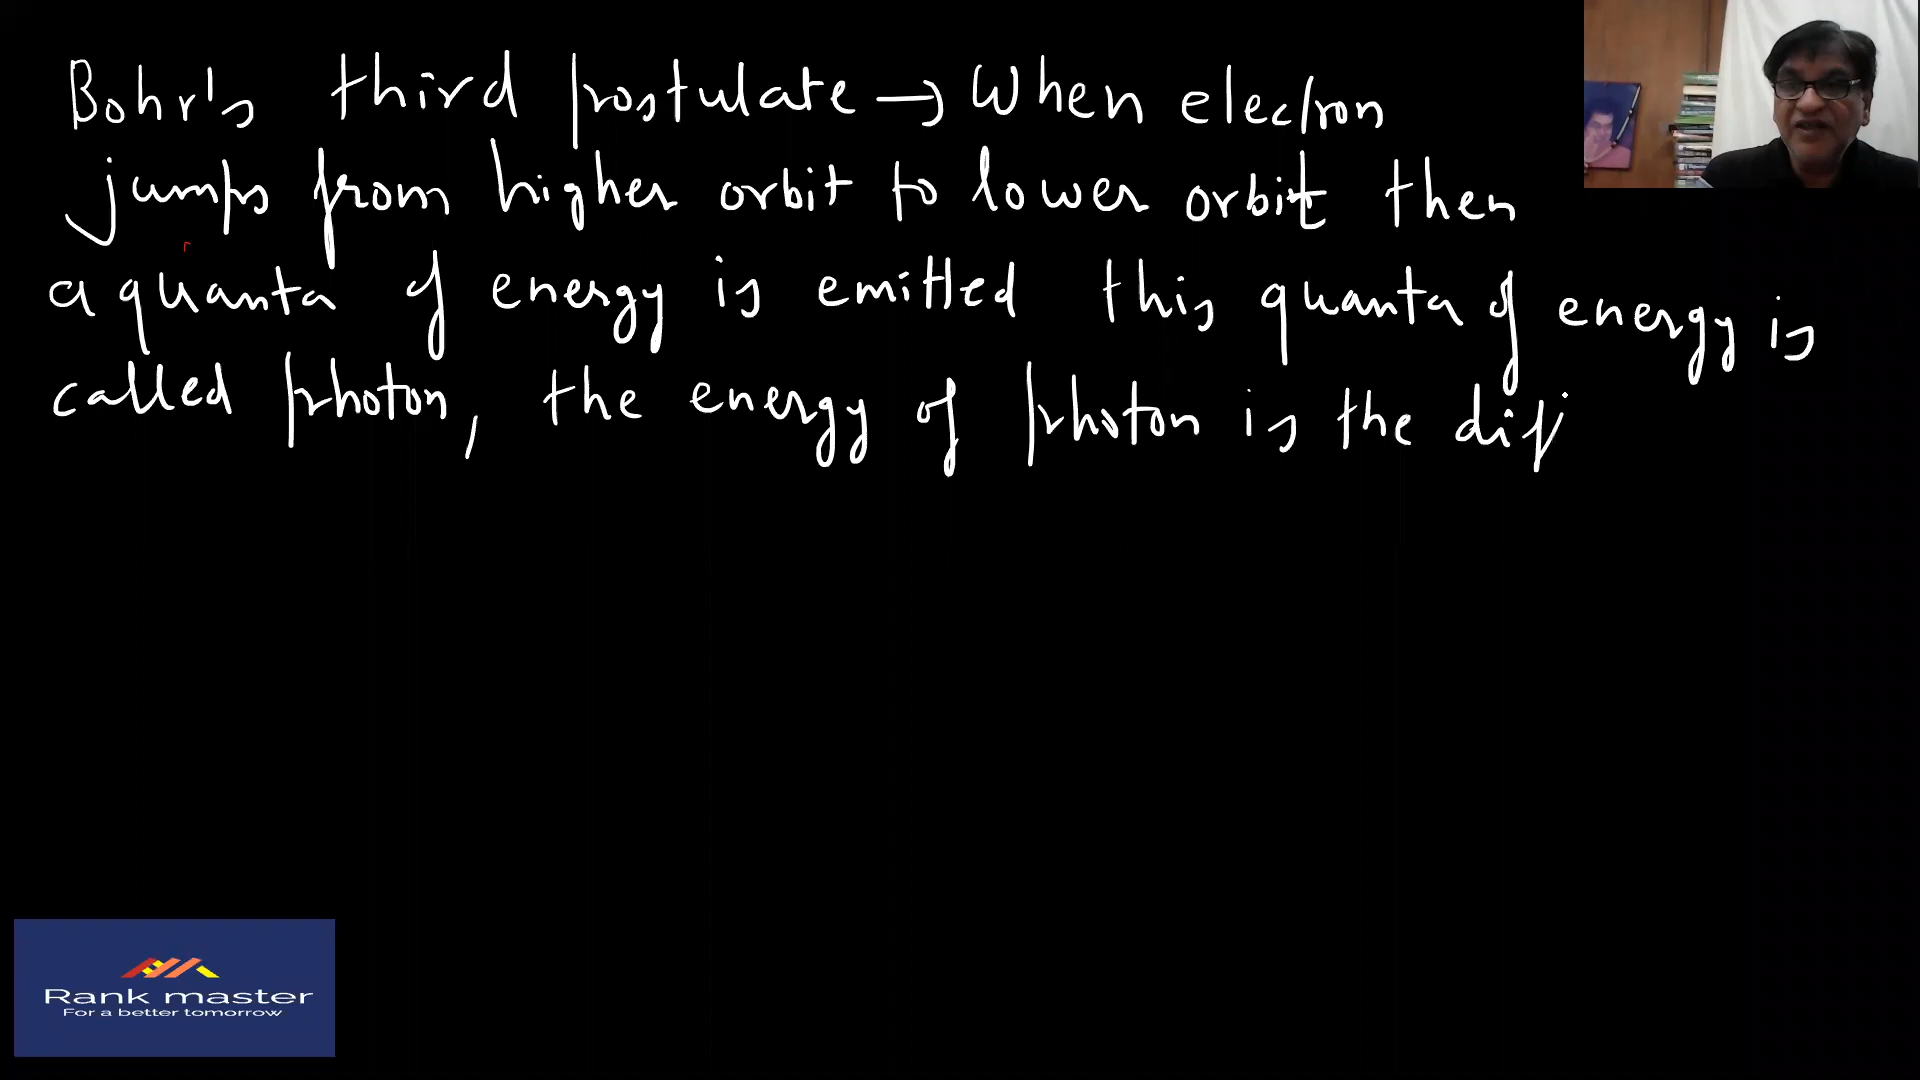 Bohr's third postulate → When electron
jumps from higher orbit to lower orbit then
a quanta of energy is emitted this quanta of energy is
called photon, the energy of photon is the dif
Rank master
For a better tomorrow